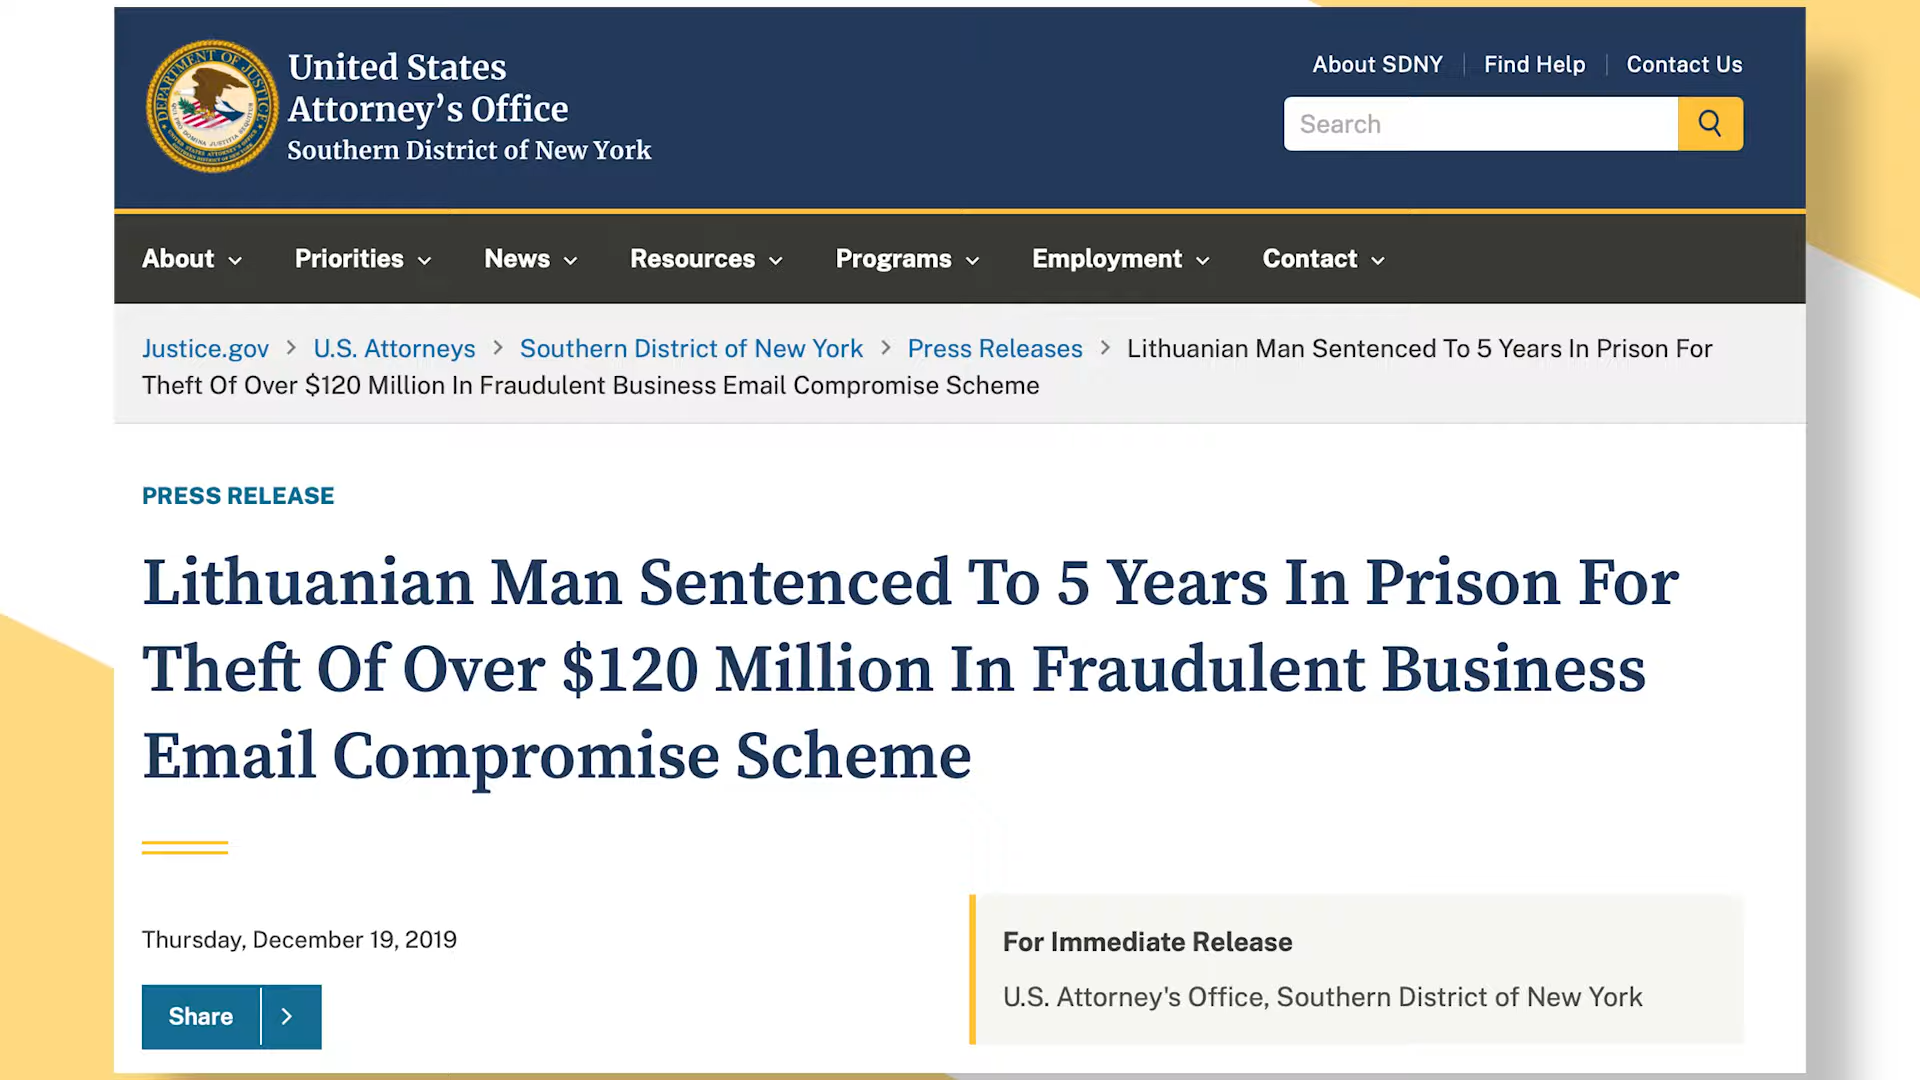 DEPARTMENT OF JUSTICE
United States
Attorney's Office
Southern District of New York
About SDNY
Find Help
Contact Us
Search
About
Priorities
News
Resources
Programs
Employment
Contact
Justice.gov > U.S. Attorneys > Southern District of New York > Press Releases > Lithuanian Man Sentenced To 5 Years In Prison For
Theft Of Over $120 Million In Fraudulent Business Email Compromise Scheme
PRESS RELEASE
Lithuanian Man Sentenced To 5 Years In Prison For
Theft Of Over $120 Million In Fraudulent Business
Email Compromise Scheme
Thursday, December 19, 2019
Share >
For Immediate Release
U.S. Attorney's Office, Southern District of New York